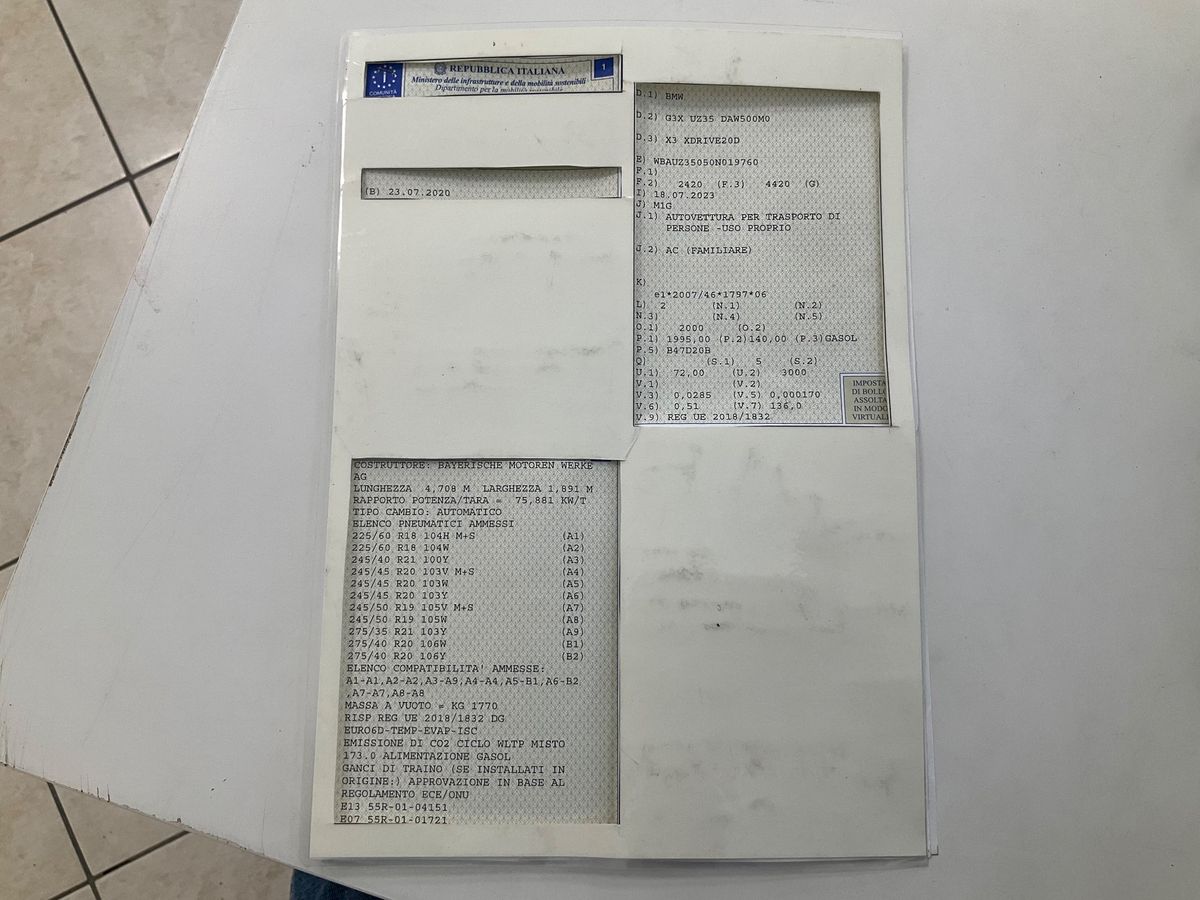 REPUBBLICA ITALIANA
1
Ministero delle infrastrutture e della mobilità sostenibili
Dipartimento per la mobilità sostenibile
COMUNITÀ
(B) 23.07.2020
D.1) BMW
D.2) G3X UZ35 DAW500M0
D.3) X3 XDRIVE20D
E) WBAUZ35050N019760
F.1)
F.2) 2420 (F.3) 4420 (G)
I) 18.07.2023
J) M1G
J.1) AUTOVETTURA PER TRASPORTO DI
PERSONE -USO PROPRIO
J.2) AC (FAMILIARE)
K)
e1*2007/46*1797*06
L) 2 (N.1) (N.2)
N.3) (N.4) (N.5)
O.1) 2000 (O.2)
P.1) 1995,00 (P.2)140,00 (P.3)GASOL
P.5) B47D20B
Q) (S.1) 5 (S.2)
U.1) 72,00 (U.2) 3000
V.1) (V.2)
V.3) 0,0285 (V.5) 0,000170
V.6) 0,51 (V.7) 136,0
V.9) REG UE 2018/1832
IMPOSTA
DI BOLLO
ASSOLTA
IN MODO
VIRTUALE
COSTRUTTORE: BAYERISCHE MOTOREN WERKE
AG
LUNGHEZZA 4,708 M LARGHEZZA 1,891 M
RAPPORTO POTENZA/TARA = 75,881 KW/T
TIPO CAMBIO: AUTOMATICO
ELENCO PNEUMATICI AMMESSI
225/60 R18 104H M+S (A1)
225/60 R18 104W (A2)
245/40 R21 100Y (A3)
245/45 R20 103V M+S (A4)
245/45 R20 103W (A5)
245/45 R20 103Y (A6)
245/50 R19 105V M+S (A7)
245/50 R19 105W (A8)
275/35 R21 103Y (A9)
275/40 R20 106W (B1)
275/40 R20 106Y (B2)
ELENCO COMPATIBILITA' AMMESSE:
A1-A1,A2-A2,A3-A9,A4-A4,A5-B1,A6-B2
,A7-A7,A8-A8
MASSA A VUOTO = KG 1770
RISP REG UE 2018/1832 DG
EURO6D-TEMP-EVAP-ISC
EMISSIONE DI CO2 CICLO WLTP MISTO
173.0 ALIMENTAZIONE GASOL
GANCI DI TRAINO (SE INSTALLATI IN
ORIGINE:) APPROVAZIONE IN BASE AL
REGOLAMENTO ECE/ONU
E13 55R-01-04151
E07 55R-01-01721